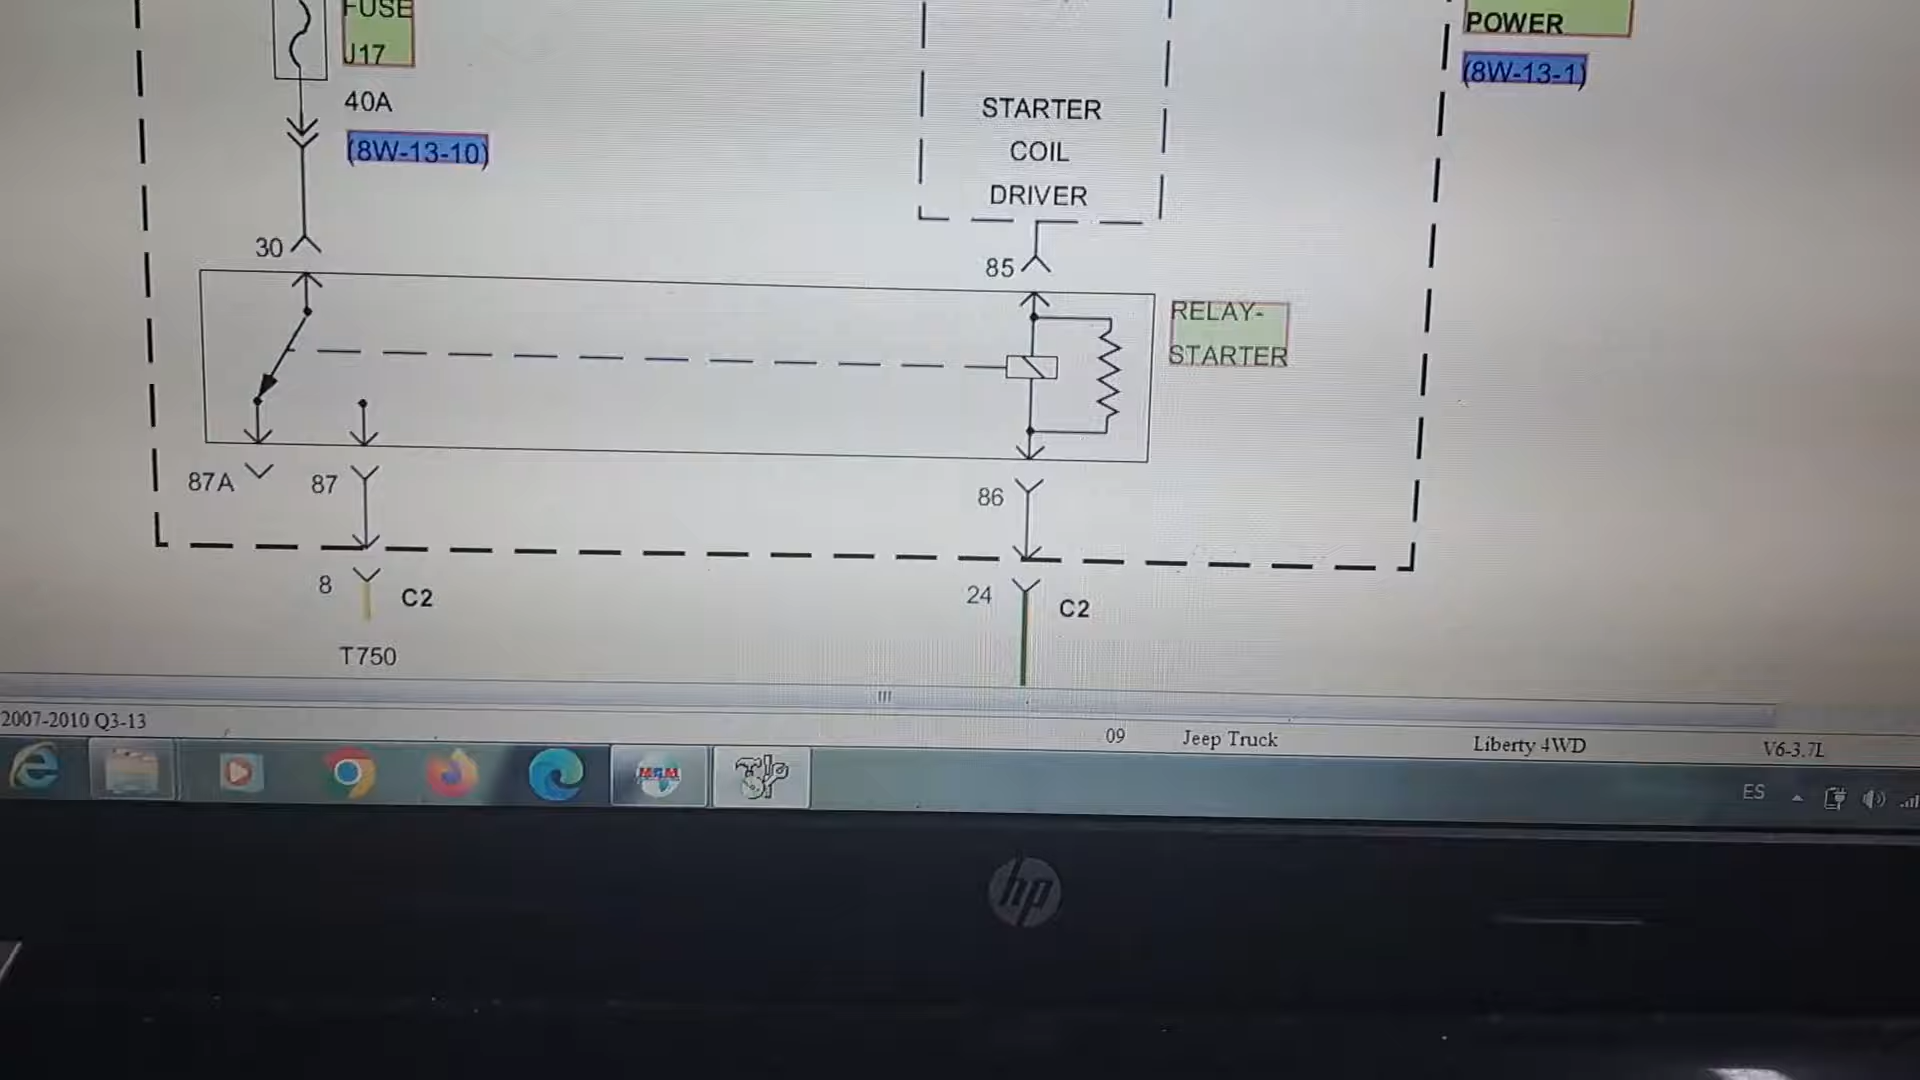 FUSE
J17
40A
(8W-13-10)
STARTER
COIL
DRIVER
POWER
(8W-13-1)
30
85
RELAY-
STARTER
87A
87
86
8
C2
24
C2
T750
2007-2010 Q3-13
09
Jeep Truck
Liberty 4WD
V6-3.7L
MGM
ES
hp